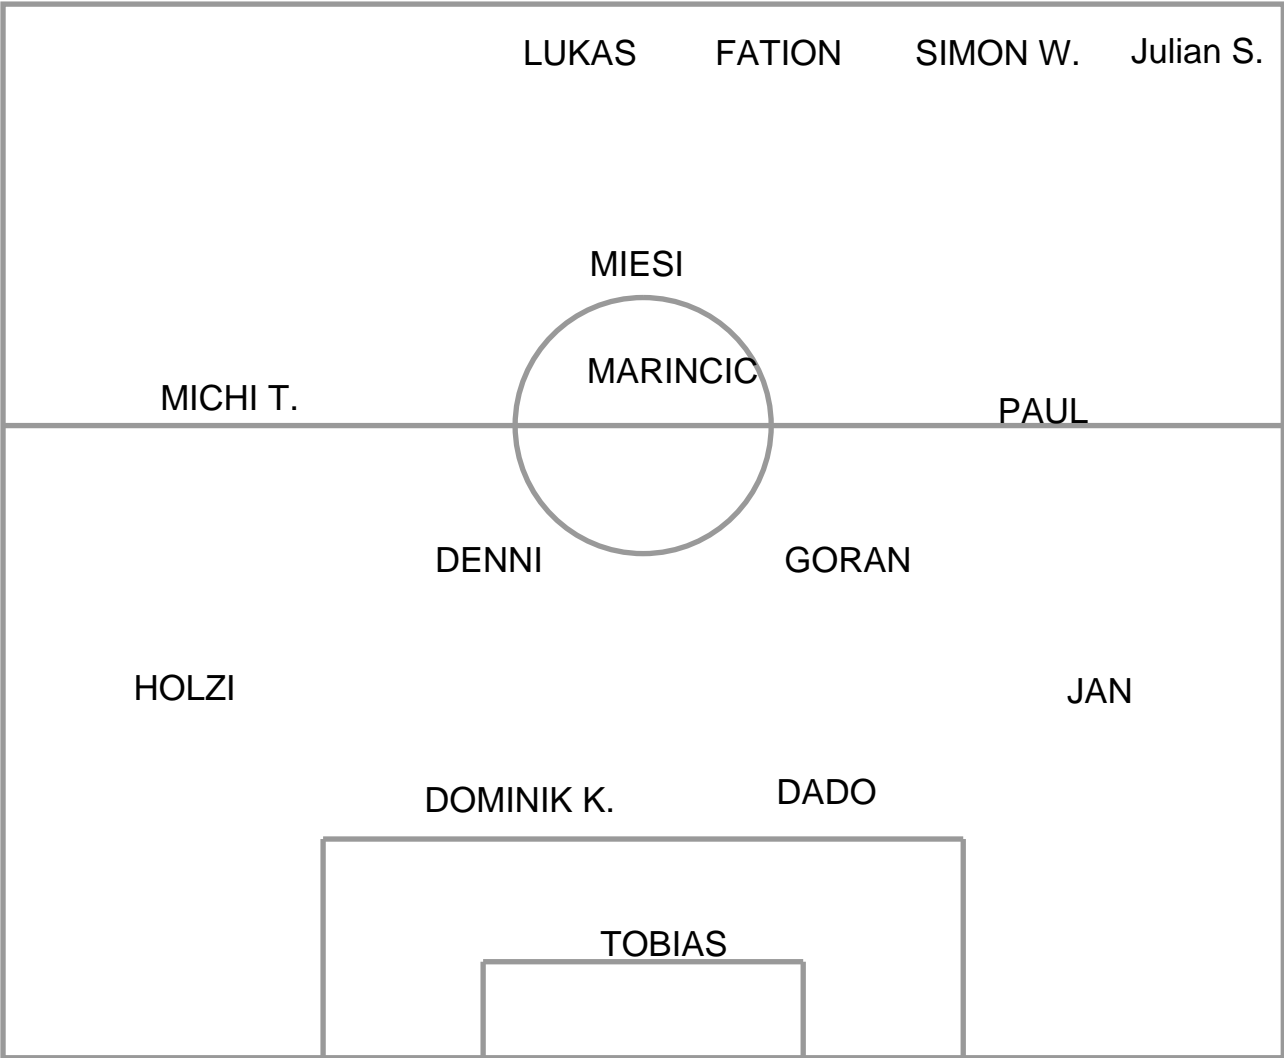 LUKAS FATION SIMON W. Julian S.
MIESI
MARINCIC
MICHI T. PAUL
DENNI GORAN
HOLZI JAN
DOMINIK K. DADO
TOBIAS